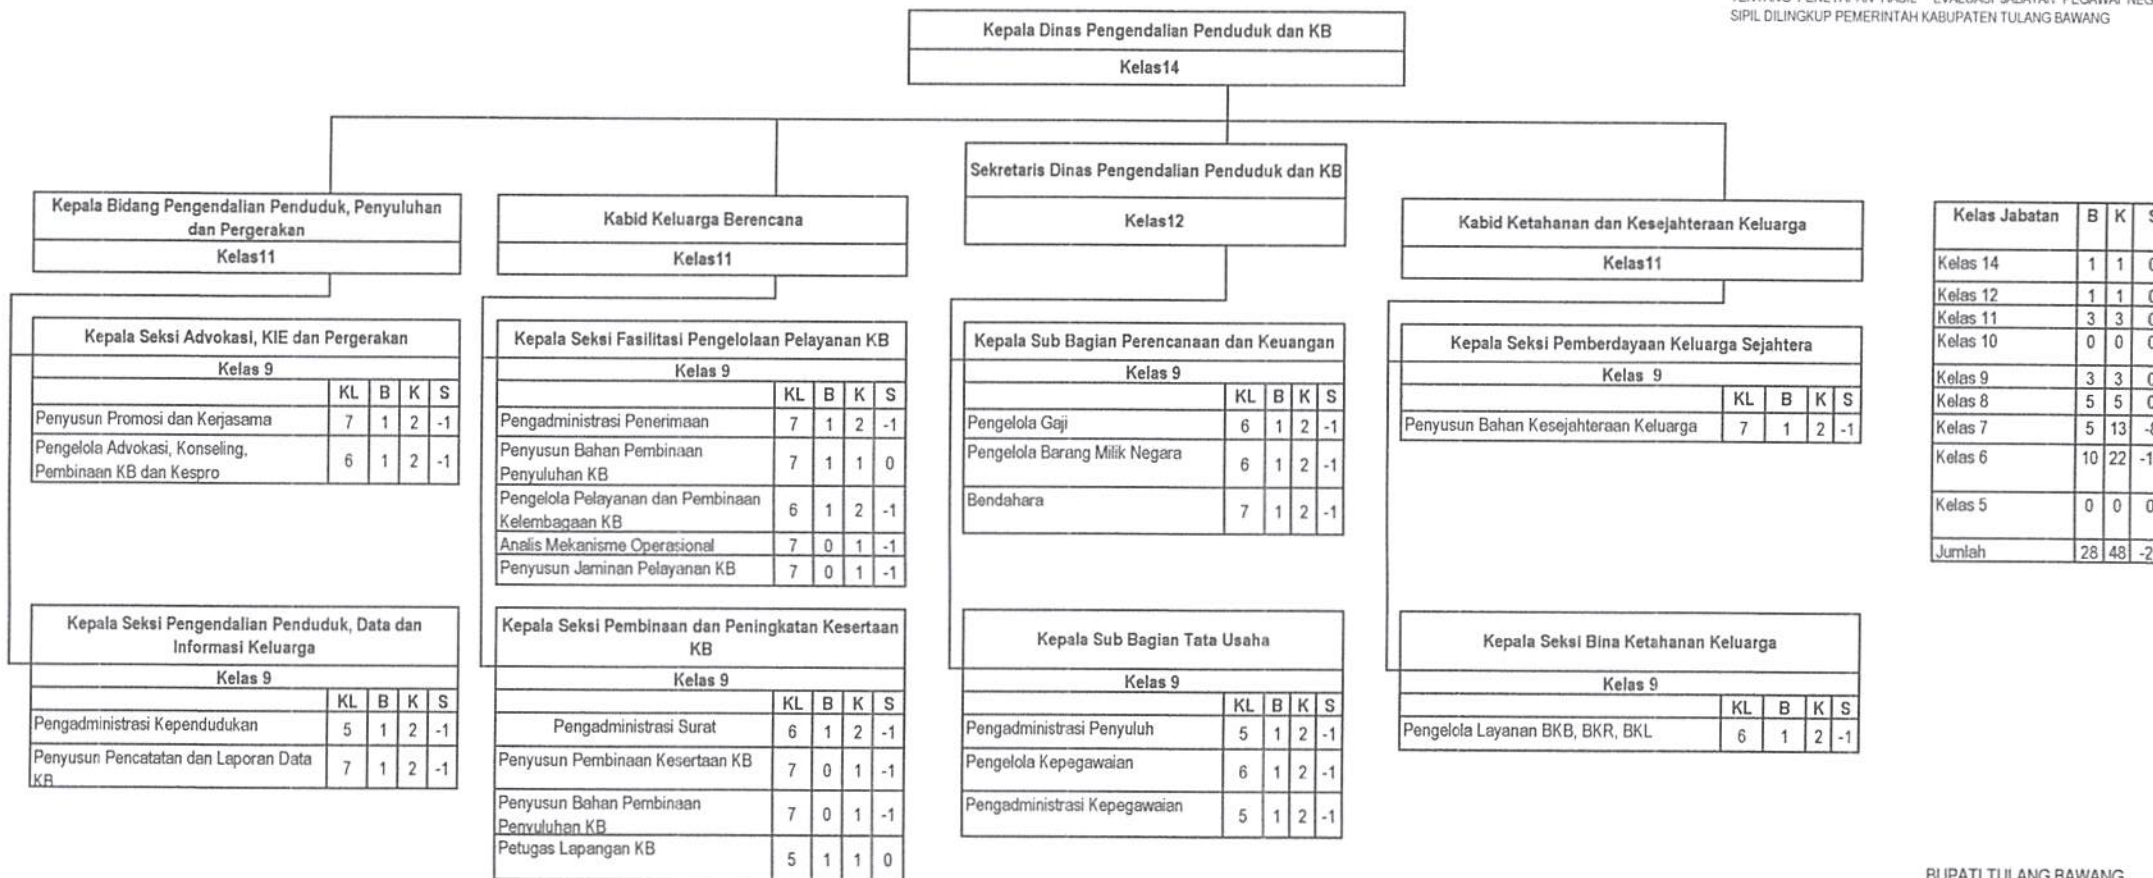 SIPIL DILINGKUP PEMERINTAH KABUPATEN TULANG BAWANG
Kepala Dinas Pengendalian Penduduk dan KB
Kelas14
Sekretaris Dinas Pengendalian Penduduk dan KB
Kelas12
Kepala Bidang Pengendalian Penduduk, Penyuluhan
dan Pergerakan
Kelas11
Kepala Seksi Advokasi, KIE dan Pergerakan
Kelas 9
KL B K S
Penyusun Promosi dan Kerjasama 7 1 2 -1
Pengelola Advokasi, Konseling,
Pembinaan KB dan Kespro 6 1 2 -1
Kepala Seksi Pengendalian Penduduk, Data dan
Informasi Keluarga
Kelas 9
KL B K S
Pengadministrasi Kependudukan 5 1 2 -1
Penyusun Pencatatan dan Laporan Data
KB 7 1 2 -1
Kabid Keluarga Berencana
Kelas11
Kepala Seksi Fasilitasi Pengelolaan Pelayanan KB
Kelas 9
KL B K S
Pengadministrasi Penerimaan 7 1 2 -1
Penyusun Bahan Pembinaan
Penyuluhan KB 7 1 1 0
Pengelola Pelayanan dan Pembinaan
Kelembagaan KB 6 1 2 -1
Analis Mekanisme Operasional 7 0 1 -1
Penyusun Jaminan Pelayanan KB 7 0 1 -1
Kepala Seksi Pembinaan dan Peningkatan Kesertaan
KB
Kelas 9
KL B K S
Pengadministrasi Surat 6 1 2 -1
Penyusun Pembinaan Kesertaan KB 7 0 1 -1
Penyusun Bahan Pembinaan
Penyuluhan KB 7 0 1 -1
Petugas Lapangan KB 5 1 1 0
Kepala Sub Bagian Perencanaan dan Keuangan
Kelas 9
KL B K S
Pengelola Gaji 6 1 2 -1
Pengelola Barang Milik Negara 6 1 2 -1
Bendahara 7 1 2 -1
Kepala Sub Bagian Tata Usaha
Kelas 9
KL B K S
Pengadministrasi Penyuluh 5 1 2 -1
Pengelola Kepegawaian 6 1 2 -1
Pengadministrasi Kepegawaian 5 1 2 -1
Kabid Ketahanan dan Kesejahteraan Keluarga
Kelas11
Kepala Seksi Pemberdayaan Keluarga Sejahtera
Kelas 9
KL B K S
Penyusun Bahan Kesejahteraan Keluarga 7 1 2 -1
Kepala Seksi Bina Ketahanan Keluarga
Kelas 9
KL B K S
Pengelola Layanan BKB, BKR, BKL 6 1 2 -1
Kelas Jabatan B K S
Kelas 14 1 1 0
Kelas 12 1 1 0
Kelas 11 3 3 0
Kelas 10 0 0 0
Kelas 9 3 3 0
Kelas 8 5 5 0
Kelas 7 5 13 -8
Kelas 6 10 22 -1
Kelas 5 0 0 0
Jumlah 28 48 -2
BUPATI TULANG BAWANG